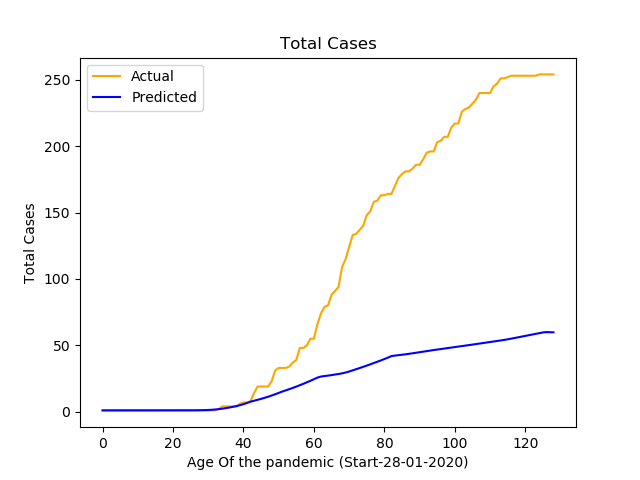 Total Cases
Actual
Predicted
Total Cases
250
200
150
100
50
0
0 20 40 60 80 100 120
Age Of the pandemic (Start-28-01-2020)